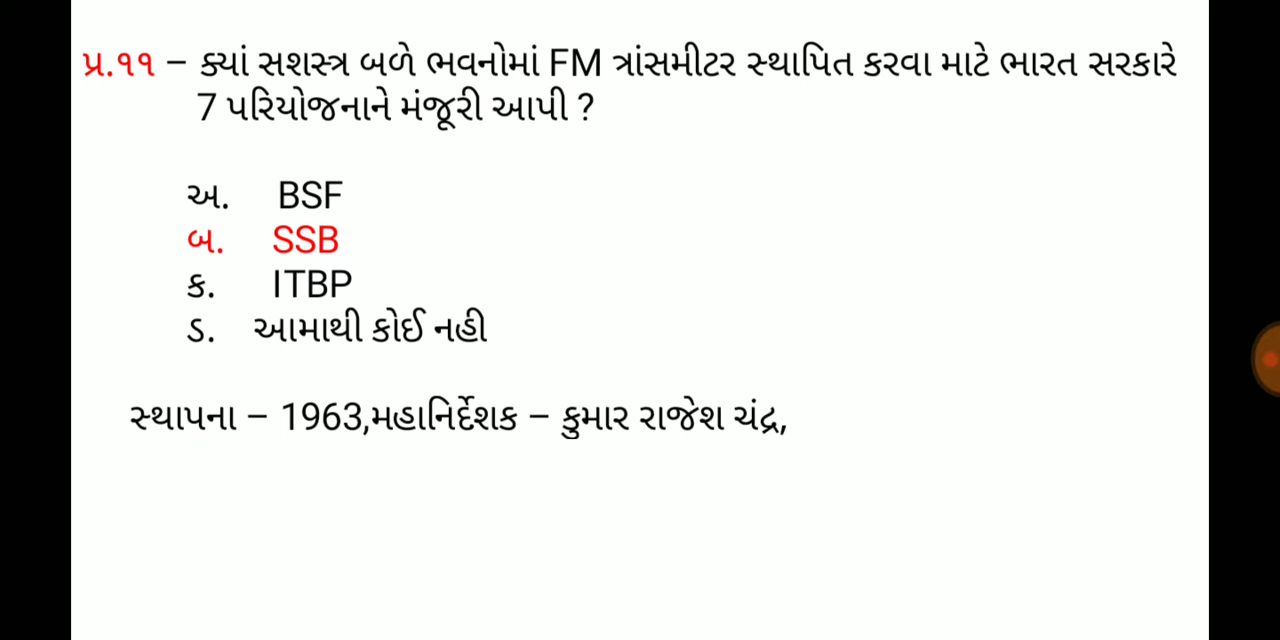 પ્ર.૧૧ – ક્યાં સશસ્ત્ર બળે ભવનોમાં FM ત્રાંસમીટર સ્થાપિત કરવા માટે ભારત સરકારે
7 પરિયોજનાને મંજૂરી આપી ?
અ. BSF
બ. SSB
ક. ITBP
ડ. આમાથી કોઈ નહી
સ્થાપના – 1963,મહાનિર્દેશક – કુમાર રાજેશ ચંદ્ર,